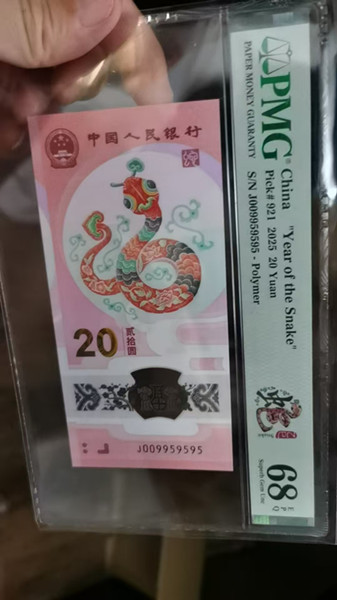 中国人民银行
20
贰拾圆
J009959595
PMG
PAPER MONEY GUARANTY
China "Year of the Snake"
Pick# 921 2025 20 Yuan
S/N J009959595 - Polymer
68 EPQ
Superb Gem Unc